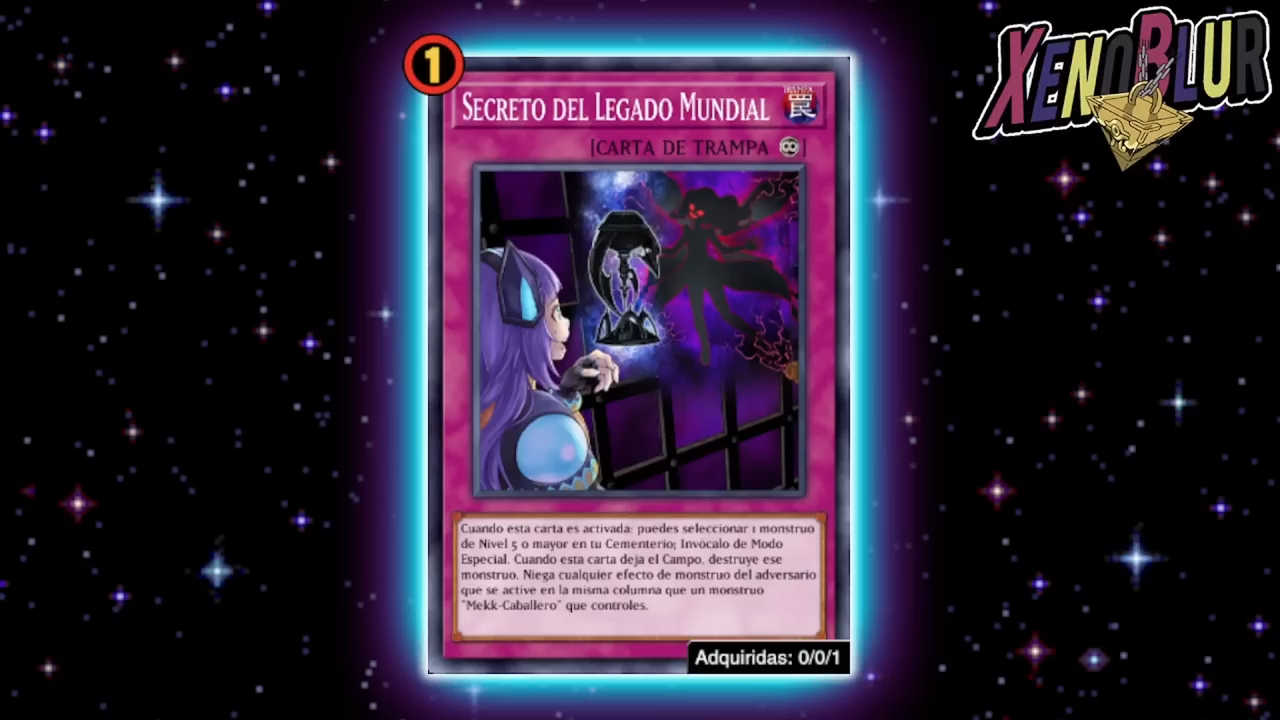 1
XENOBLUR
SECRETO DEL LEGADO MUNDIAL
TRAMPA
罠
[CARTA DE TRAMPA ]
Cuando esta carta es activada: puedes seleccionar 1 monstruo
de Nivel 5 o mayor en tu Cementerio; Invócalo de Modo
Especial. Cuando esta carta deja el Campo, destruye ese
monstruo. Niega cualquier efecto de monstruo del adversario
que se active en la misma columna que un monstruo
"Mekk-Caballero" que controles.
Adquiridas: 0/0/1